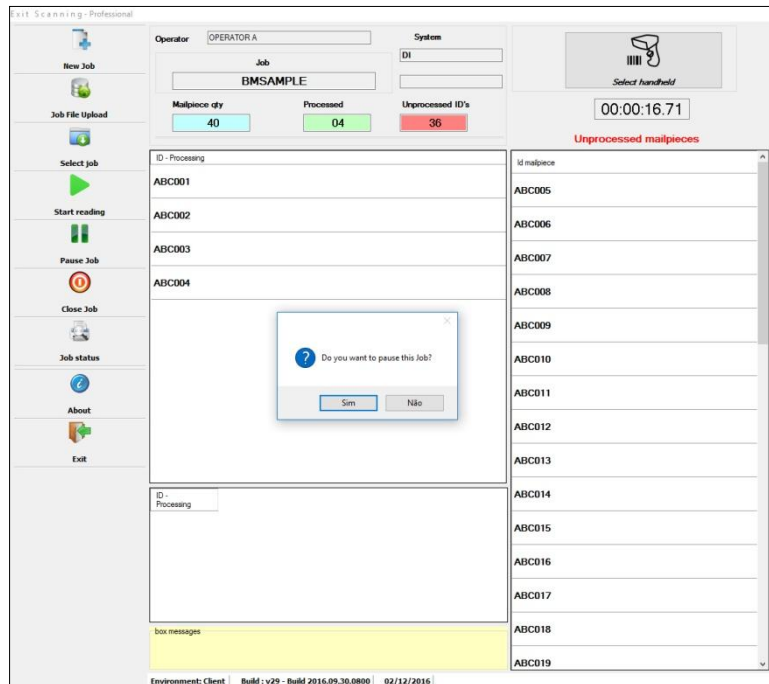 Exit Scanning - Professional
New Job
Job File Upload
Select job
Start reading
Pause Job
Close Job
Job status
About
Exit
Operator OPERATOR A
System
DI
Job
BMSAMPLE
Mailpiece qty Processed Unprocessed ID's
40 04 36
Select handheld
00:00:16.71
Unprocessed mailpieces
ID - Processing
ABC001
ABC002
ABC003
ABC004
Do you want to pause this Job?
Sim Não
ID -
Processing
box messages
Id mailpiece
ABC005
ABC006
ABC007
ABC008
ABC009
ABC010
ABC011
ABC012
ABC013
ABC014
ABC015
ABC016
ABC017
ABC018
ABC019
Environment: Client Build : v29 - Build 2016.09.30.0800 02/12/2016